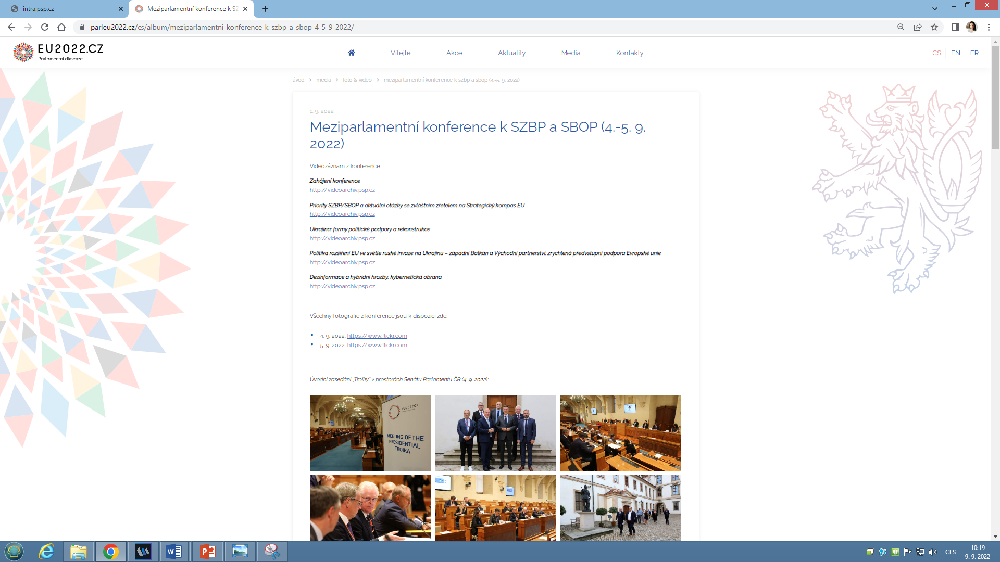 intra.psp.cz
Meziparlamentní konference k SZ
parleu2022.cz/cs/album/meziparlamentni-konference-k-szbp-a-sbop-4-5-9-2022/
EU2022.CZ
Parlamentní dimenze
Vítejte
Akce
Aktuality
Media
Kontakty
CS
EN
FR
úvod > media > foto & video > meziparlamentní konference k szbp a sbop (4.-5. 9. 2022)
1. 9. 2022
Meziparlamentní konference k SZBP a SBOP (4.-5. 9.
2022)
Videozáznam z konference:
Zahájení konference
http://videoarchiv.psp.cz
Priority SZBP/SBOP a aktuální otázky se zvláštním zřetelem na Strategický kompas EU
http://videoarchiv.psp.cz
Ukrajina: formy politické podpory a rekonstrukce
http://videoarchiv.psp.cz
Politika rozšíření EU ve světle ruské invaze na Ukrajinu – západní Balkán a Východní partnerství: zrychlená předvstupní podpora Evropské unie
http://videoarchiv.psp.cz
Dezinformace a hybridní hrozby, kybernetická obrana
http://videoarchiv.psp.cz
Všechny fotografie z konference jsou k dispozici zde:
4. 9. 2022: https://www.flickr.com
5. 9. 2022: https://www.flickr.com
Úvodní zasedání „Troiky“ v prostorách Senátu Parlamentu ČR (4. 9. 2022):
EU2022.CZ
MEETING OF THE
PRESIDENTIAL
TROIKA
CES
10:19
9. 9. 2022